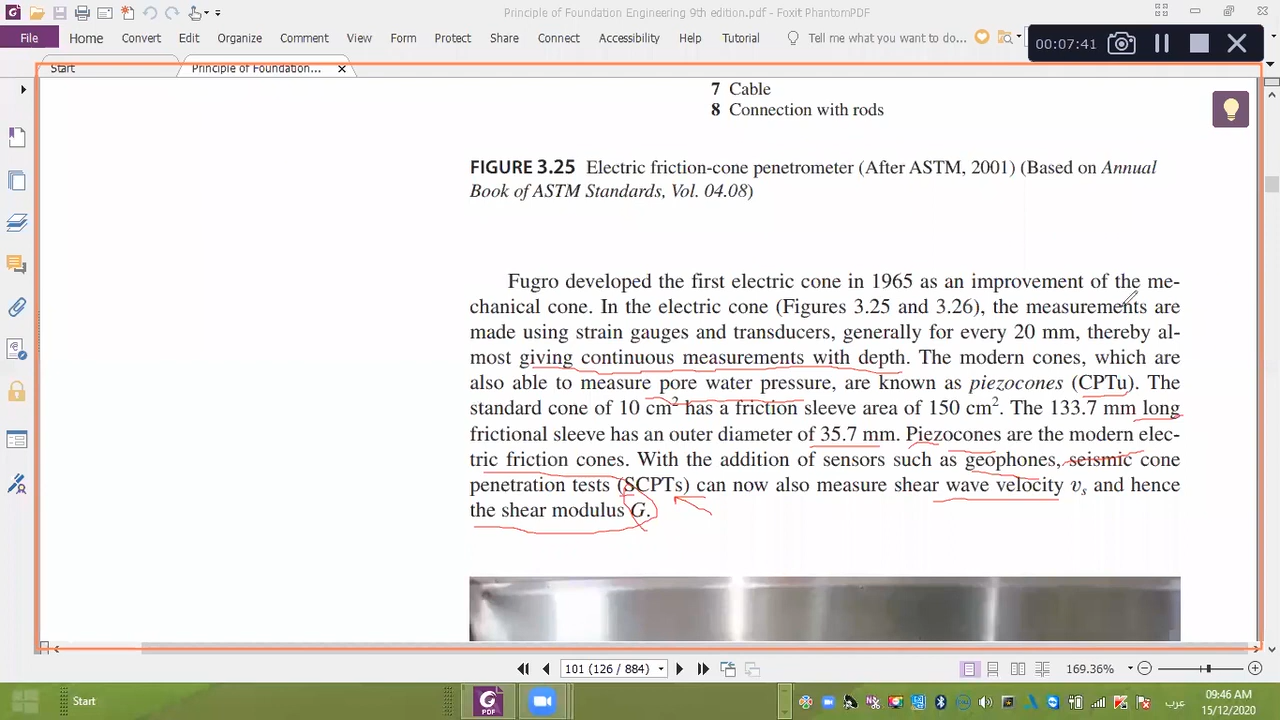 Principle of Foundation Engineering 9th edition.pdf - Foxit PhantomPDF
File Home Convert Edit Organize Comment View Form Protect Share Connect Accessibility Help Tutorial Tell me what you want to do...
00:07:41
Start Principle of Foundation...
7 Cable
8 Connection with rods
FIGURE 3.25 Electric friction-cone penetrometer (After ASTM, 2001) (Based on Annual
Book of ASTM Standards, Vol. 04.08)
Fugro developed the first electric cone in 1965 as an improvement of the me-
chanical cone. In the electric cone (Figures 3.25 and 3.26), the measurements are
made using strain gauges and transducers, generally for every 20 mm, thereby al-
most giving continuous measurements with depth. The modern cones, which are
also able to measure pore water pressure, are known as piezocones (CPTu). The
standard cone of 10 cm² has a friction sleeve area of 150 cm². The 133.7 mm long
frictional sleeve has an outer diameter of 35.7 mm. Piezocones are the modern elec-
tric friction cones. With the addition of sensors such as geophones, seismic cone
penetration tests (SCPTs) can now also measure shear wave velocity vs and hence
the shear modulus G.
101 (126 / 884)
169.36%
Start
PDF
عرب
09:46 AM
15/12/2020